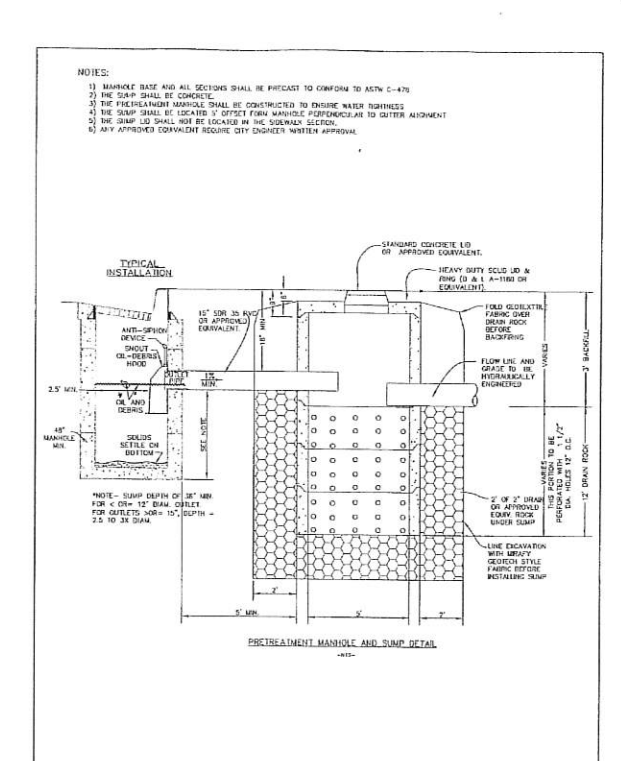 NOTES:
1) MANHOLE BASE AND ALL SECTIONS SHALL BE PRECAST TO CONFORM TO ASTM C-478
2) THE SUMP SHALL BE CONCRETE.
3) THE PRETREATMENT MANHOLE SHALL BE CONSTRUCTED TO ENSURE WATER TIGHTNESS
4) THE SUMP SHALL BE LOCATED 5' OFFSET FORM MANHOLE PERPENDICULAR TO GUTTER ALIGNMENT
5) THE SUMP LID SHALL NOT BE LOCATED IN THE SIDEWALK SECTION.
6) ANY APPROVED EQUIVALENT REQUIRE CITY ENGINEER WRITTEN APPROVAL
STANDARD CONCRETE LID
OR APPROVED EQUIVALENT.
TYPICAL
INSTALLATION
HEAVY DUTY SOLID LID &
RING (D & L A-1180 OR
EQUIVALENT).
15" SDR 35 PVC
OR APPROVED
EQUIVALENT.
FOLD GEOTEXTILE
FABRIC OVER
DRAIN ROCK
BEFORE
BACKFIRING
ANTI-SIPHON
DEVICE
SNOUT
OIL-DEBRIS
HOOD
18" MIN
FLOW LINE AND
GRADE TO BE
HYDRAULICALLY
ENGINEERED
VARIES
3' BACKFILL
OUTLET
PIPE
1%
MIN.
2.5' MIN.
OIL AND
DEBRIS
SEE NOTE
48"
MANHOLE
MIN.
SOLIDS
SETTLE ON
BOTTOM
VARIES
THIS PORTION TO BE
PERFORATED WITH 1 1/2"
DIA. HOLES 12" O.C.
12' DRAIN ROCK
*NOTE- SUMP DEPTH OF 36" MIN.
FOR < OR= 12" DIAM. OUTLET.
FOR OUTLETS >OR= 15", DEPTH =
2.5 TO 3X DIAM.
2' OF 2" DRAIN
OR APPROVED
EQUIV. ROCK
UNDER SUMP
LINE EXCAVATION
WITH MIRAFY
GEOTECH STYLE
FABRIC BEFORE
INSTALLING SUMP
2'
5' MIN.
5'
2'
PRETREATMENT MANHOLE AND SUMP DETAIL
-NTS-